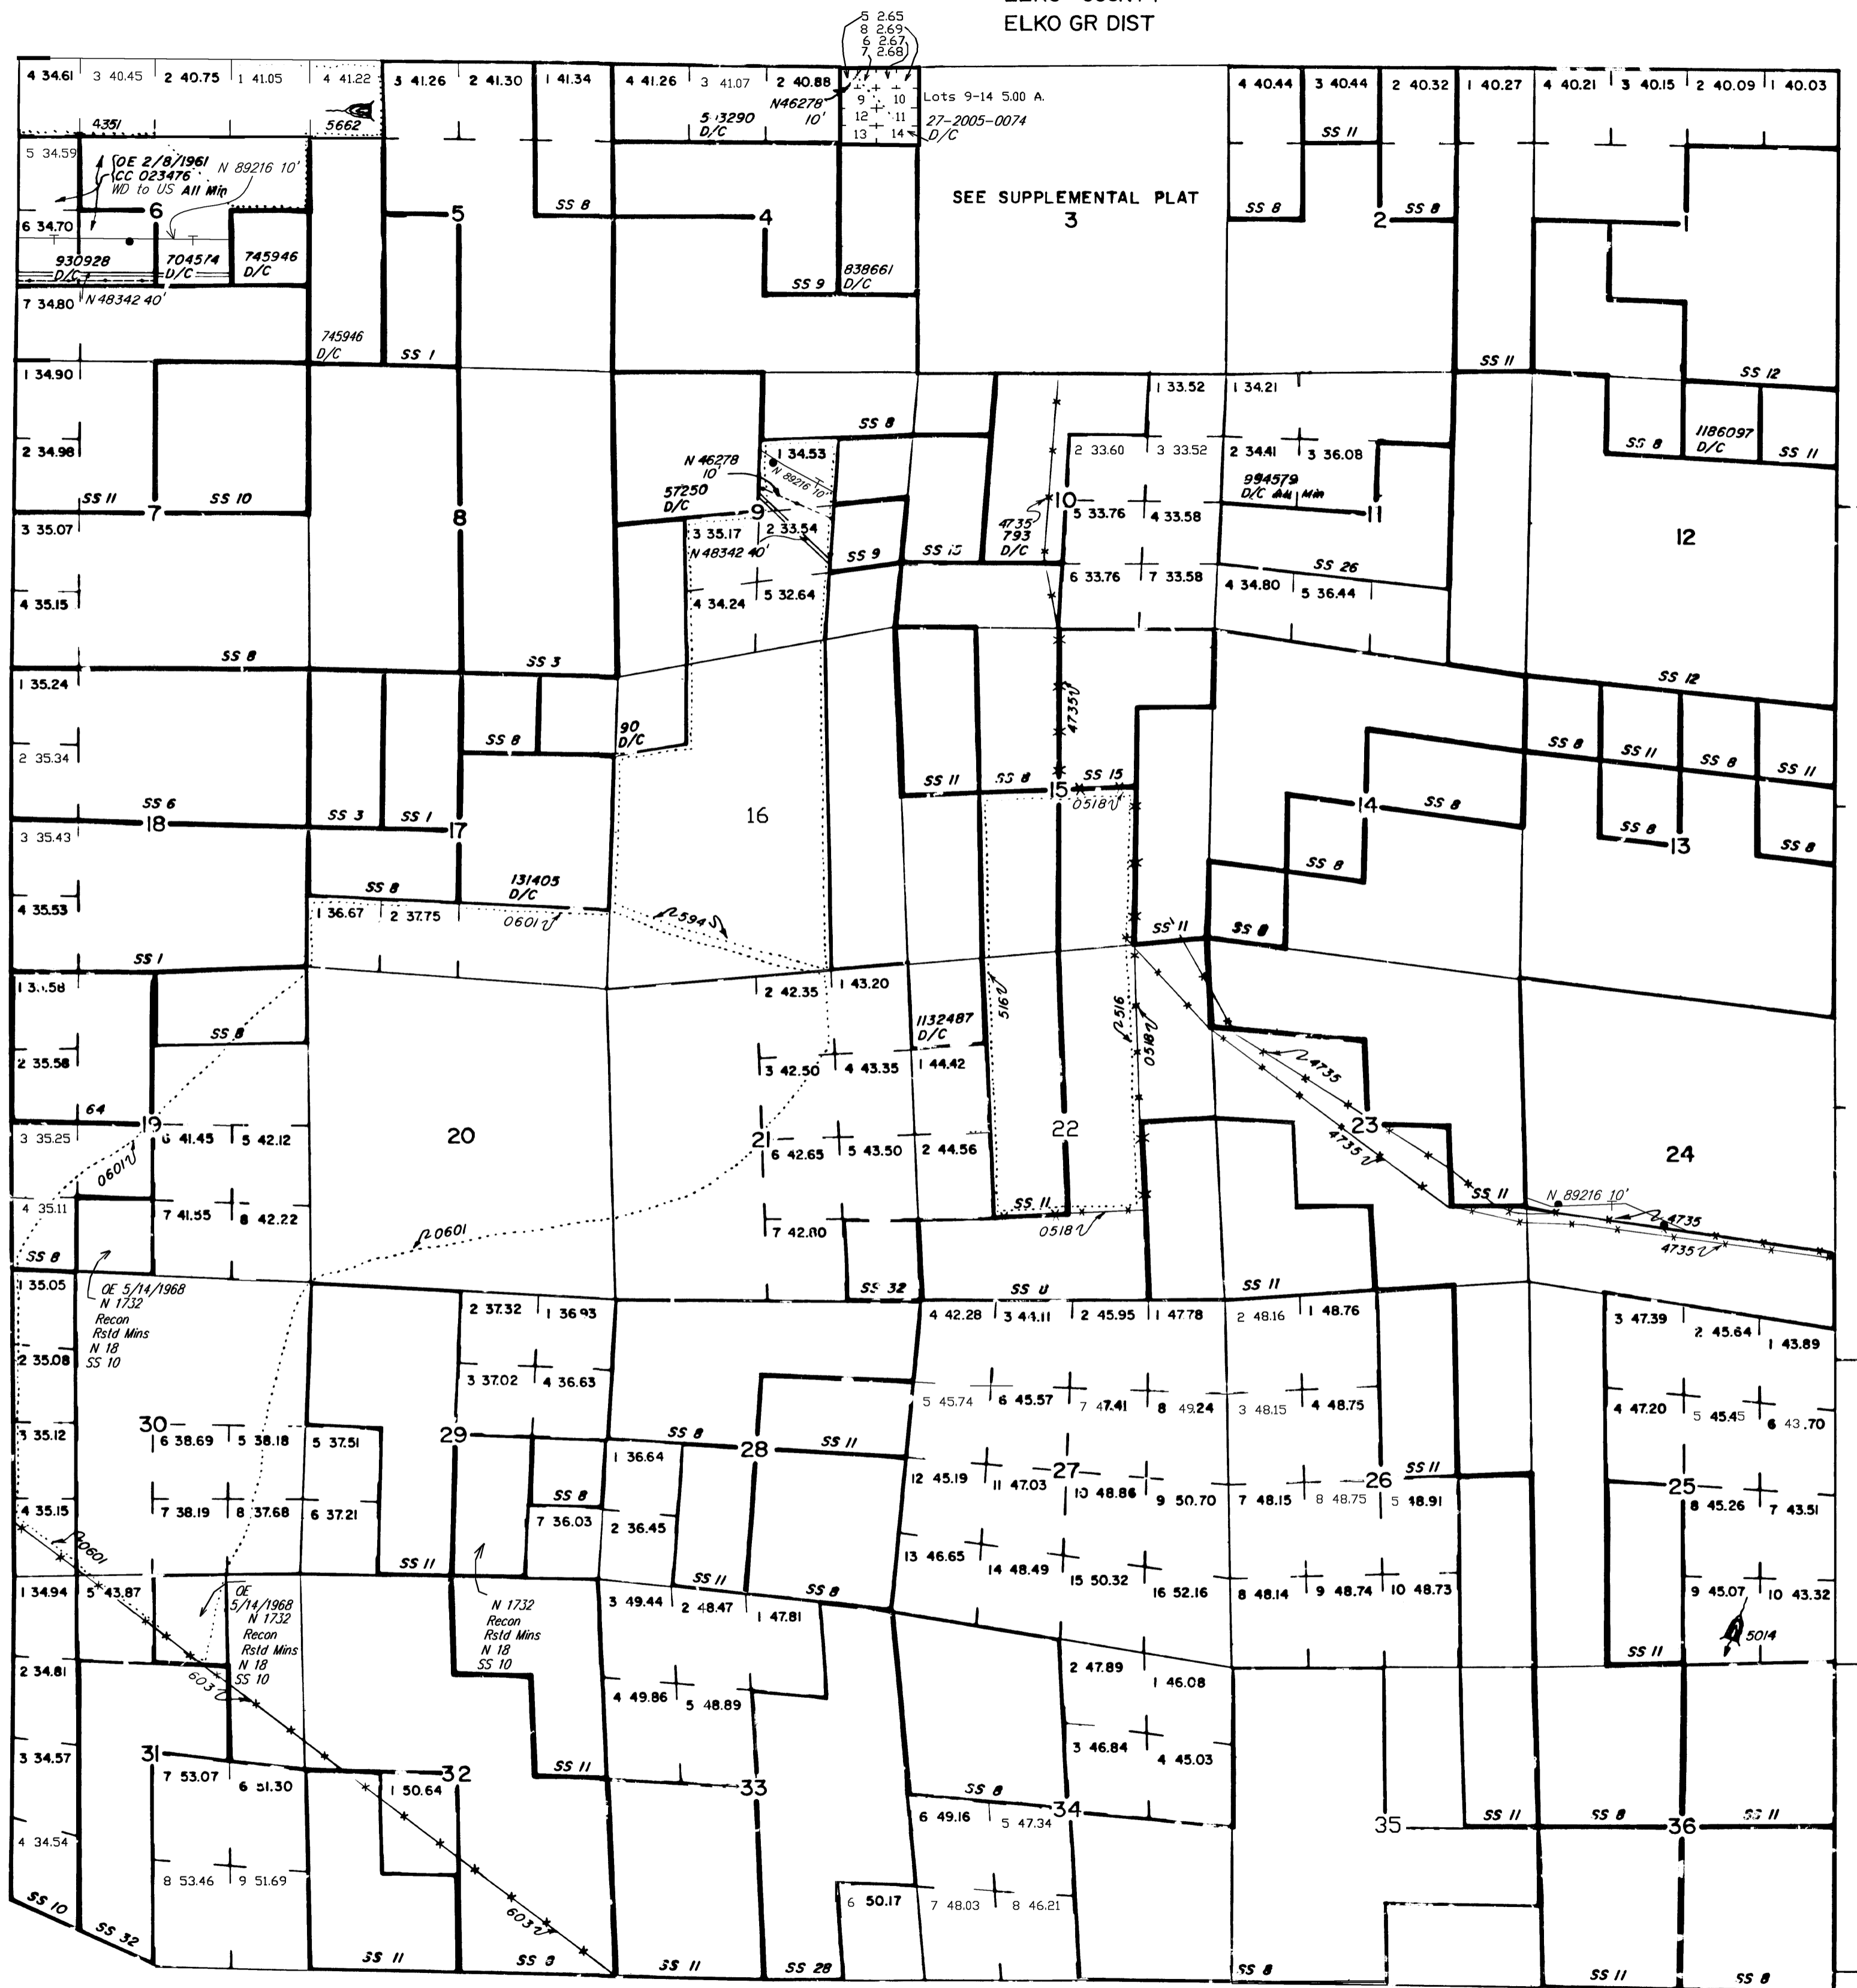 ELKO GR DIST
5 2.65
8 2.69
6 2.67
7 2.68
4 34.61 3 40.45 2 40.75 1 41.05 4 41.22 3 41.26 2 41.30 1 41.34 4 41.26 3 41.07 2 40.88
4 40.44 3 40.44 2 40.32 1 40.27 4 40.21 3 40.15 2 40.09 1 40.03
N46278
10'
9 10
12 11
13 14
Lots 9-14 5.00 A.
27-2005-0074
D/C
4351
5662
D/C
SS 11
5 34.59
OE 2/8/1961
CC 023476
WD to US All Min
N 89216 10'
SEE SUPPLEMENTAL PLAT
6 5 4 3 2 1
SS 8
SS 8
SS 8
6 34.70
930928
D/C
704574
D/C
745946
D/C
838661
D/C
SS 9
7 34.80
N 48342 40'
745946
D/C
SS 1
SS 11
SS 12
1 34.90
1 33.52
1 34.21
SS 8
2 34.98
1 34.53
2 33.60 3 33.52
2 34.41 3 36.08
SS 8
1186097
D/C
SS 11
N 46278
10'
N 89216 10'
57250
D/C
994579
D/C All Min
SS 11 SS 10
7 8 9 10 11 12
3 35.07
3 35.17 2 33.54
N 48342 40'
5 33.76 4 33.58
4735
793
D/C
SS 9
SS 15
SS 26
4 35.15
4 34.24 5 32.64
6 33.76 7 33.58
4 34.80 5 36.44
SS 8
SS 3
1 35.24
SS 12
4735
90
D/C
SS 8
2 35.34
SS 8 SS 11 SS 8 SS 11
SS 11 SS 8 SS 15
0518
SS 6
SS 3 SS 1
18 17 16 15 14 13
SS 8
SS 8
SS 8
SS 8
3 35.43
131405
D/C
SS 8
4 35.53
1 36.67 2 37.75
0601
594
SS 11
SS 8
SS 1
2 42.35 1 43.20
516
516
0518
1132487
D/C
SS 8
2 35.58
3 42.50 4 43.35 1 44.42
4735
64
19 20 21 22 23 24
3 35.25
6 41.45 5 42.12
6 42.65 5 43.50 2 44.56
4735
0601
4 35.11
7 41.55 8 42.22
7 42.80
SS 11
0518
SS 11
N 89216 10'
4735
4735
0601
SS 8
SS 32
SS 11
1 35.05
OE 5/14/1968
N 1732
Recon
Rstd Mins
N 18
SS 10
2 37.32 1 36.93
4 42.28 3 44.11 2 45.95 1 47.78 2 48.16 1 48.76
3 47.39 2 45.64 1 43.89
2 35.08
3 37.02 4 36.63
5 45.74 6 45.57 7 47.41 8 49.24 3 48.15 4 48.75
4 47.20 5 45.45 6 43.70
3 35.12
30 29 28 27 26 25
6 38.69 5 38.18 5 37.51
1 36.64
SS 8
SS 11
SS 11
12 45.19 11 47.03 10 48.86 9 50.70 7 48.15 8 48.75 5 48.91
8 45.26 7 43.51
4 35.15
7 38.19 8 37.68 6 37.21
SS 8
7 36.03 2 36.45
0601
SS 11
13 46.65 14 48.49 15 50.32 16 52.16 8 48.14 9 48.74 10 48.73
9 45.07 10 43.32
1 34.94 5 43.87
OE
5/14/1968
N 1732
Recon
Rstd Mins
N 18
SS 10
N 1732
Recon
Rstd Mins
N 18
SS 10
SS 11
SS 8
3 49.44 2 48.47 1 47.81
5014
SS 11
2 34.81
603
4 49.86 5 48.89
2 47.89 1 46.08
3 34.57
31 32 33 34 35 36
7 53.07 6 51.30 1 50.64
SS 11
3 46.84 4 45.03
SS 8
6 49.16 5 47.34
SS 11 SS 8 SS 11
4 34.54
8 53.46 9 51.69
6 50.17 7 48.03 8 46.21
SS 10
SS 32
603
SS 11 SS 8 SS 11 SS 28 SS 8 SS 11 SS 8